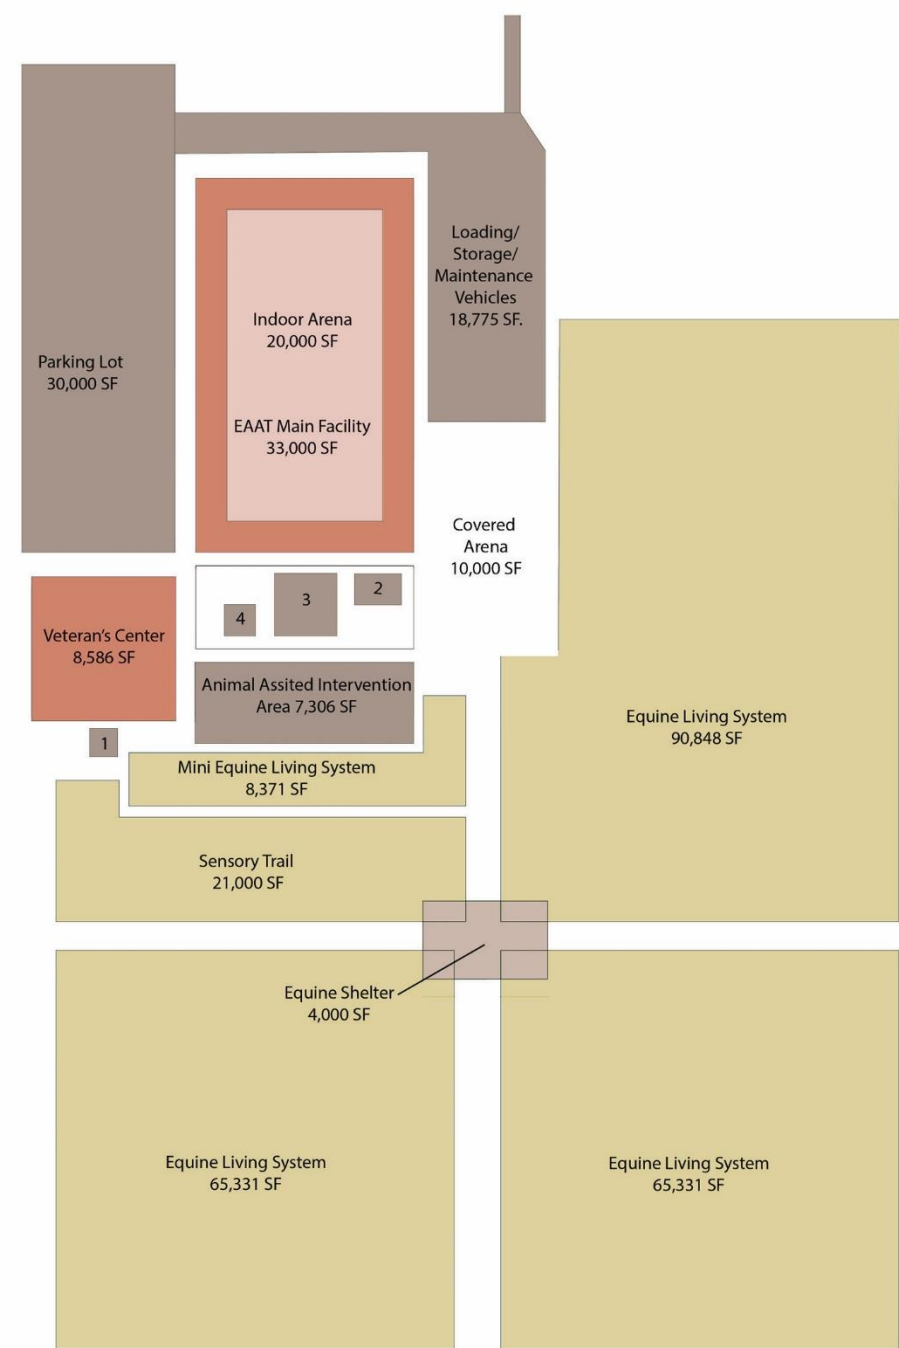 Loading/
Storage/
Maintenance
Vehicles
18,775 SF.
Indoor Arena
20,000 SF
Parking Lot
30,000 SF
EAAT Main Facility
33,000 SF
Covered
Arena
10,000 SF
2
3
4
Veteran's Center
8,586 SF
Animal Assited Intervention
Area 7,306 SF
Equine Living System
90,848 SF
1
Mini Equine Living System
8,371 SF
Sensory Trail
21,000 SF
Equine Shelter
4,000 SF
Equine Living System
65,331 SF
Equine Living System
65,331 SF